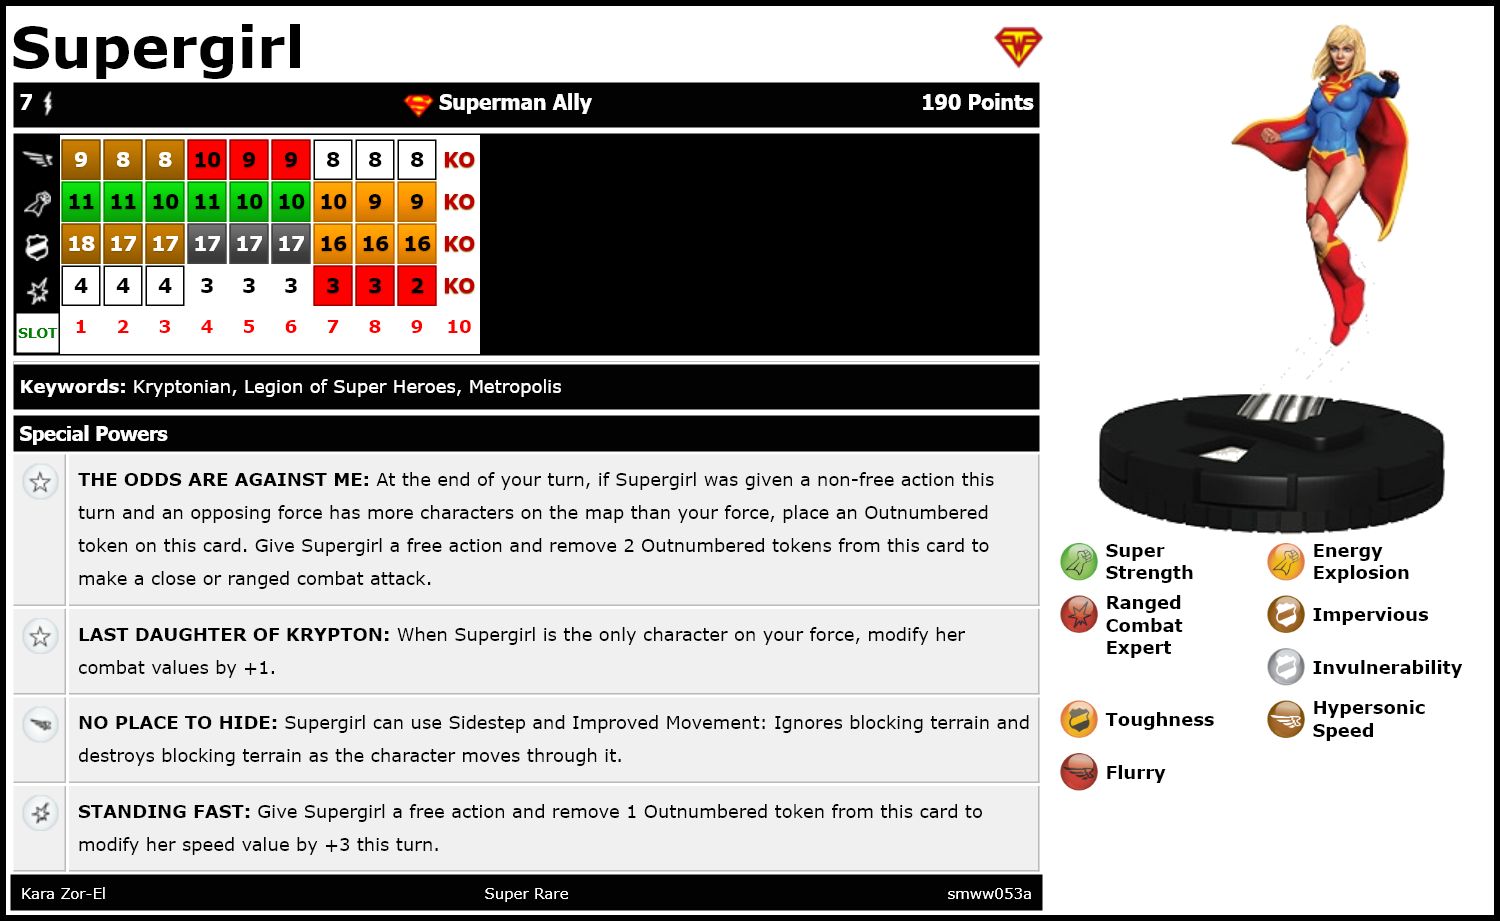 Supergirl
7 Superman Ally 190 Points
9 8 8 10 9 9 8 8 8 KO
11 11 10 11 10 10 10 9 9 KO
18 17 17 17 17 17 16 16 16 KO
4 4 4 3 3 3 3 3 2 KO
SLOT 1 2 3 4 5 6 7 8 9 10
Keywords: Kryptonian, Legion of Super Heroes, Metropolis
Special Powers
THE ODDS ARE AGAINST ME: At the end of your turn, if Supergirl was given a non-free action this
turn and an opposing force has more characters on the map than your force, place an Outnumbered
token on this card. Give Supergirl a free action and remove 2 Outnumbered tokens from this card to
make a close or ranged combat attack.
LAST DAUGHTER OF KRYPTON: When Supergirl is the only character on your force, modify her
combat values by +1.
NO PLACE TO HIDE: Supergirl can use Sidestep and Improved Movement: Ignores blocking terrain and
destroys blocking terrain as the character moves through it.
STANDING FAST: Give Supergirl a free action and remove 1 Outnumbered token from this card to
modify her speed value by +3 this turn.
Kara Zor-El Super Rare smww053a
Super
Strength
Energy
Explosion
Ranged
Combat
Expert
Impervious
Invulnerability
Toughness
Hypersonic
Speed
Flurry